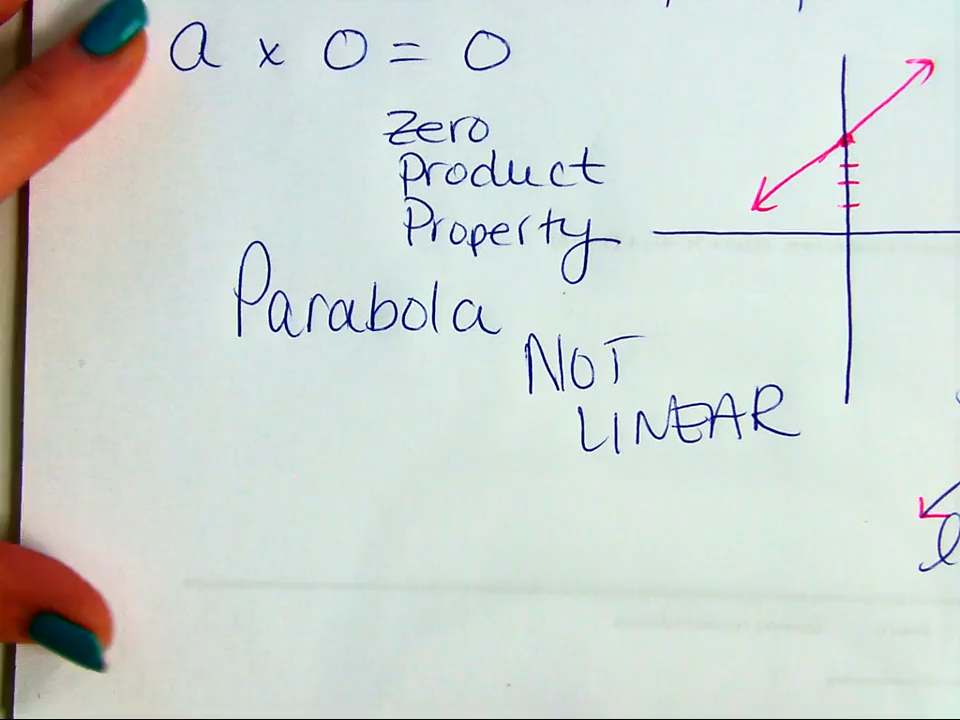 a x 0 = 0
Zero
Product
Property
Parabola
NOT
LINEAR